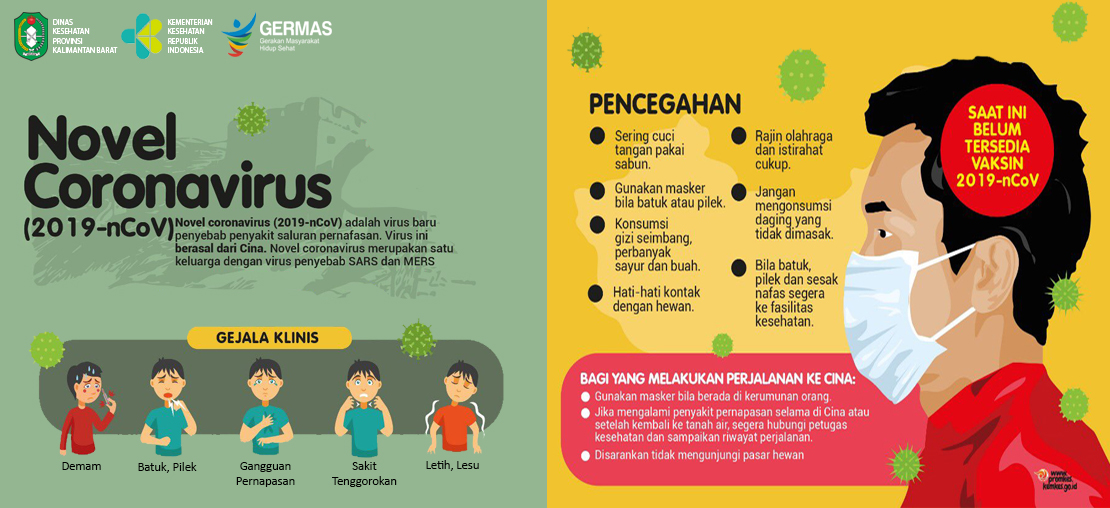 DINAS
KESEHATAN
PROVINSI
KALIMANTAN BARAT
KEMENTERIAN
KESEHATAN
REPUBLIK
INDONESIA
GERMAS
Gerakan Masyarakat
Hidup Sehat
Novel
Coronavirus
(2019-nCoV)
Novel coronavirus (2019-nCoV) adalah virus baru
penyebab penyakit saluran pernafasan. Virus ini
berasal dari Cina. Novel coronavirus merupakan satu
keluarga dengan virus penyebab SARS dan MERS
GEJALA KLINIS
Demam
Batuk, Pilek
Gangguan
Pernapasan
Sakit
Tenggorokan
Letih, Lesu
PENCEGAHAN
Sering cuci
tangan pakai
sabun.
Gunakan masker
bila batuk atau pilek.
Konsumsi
gizi seimbang,
perbanyak
sayur dan buah.
Hati-hati kontak
dengan hewan.
Rajin olahraga
dan istirahat
cukup.
Jangan
mengonsumsi
daging yang
tidak dimasak.
Bila batuk,
pilek dan sesak
nafas segera
ke fasilitas
kesehatan.
SAAT INI
BELUM
TERSEDIA
VAKSIN
2019-nCoV
BAGI YANG MELAKUKAN PERJALANAN KE CINA:
Gunakan masker bila berada di kerumunan orang.
Jika mengalami penyakit pernapasan selama di Cina atau
setelah kembali ke tanah air, segera hubungi petugas
kesehatan dan sampaikan riwayat perjalanan.
Disarankan tidak mengunjungi pasar hewan
www.
promkes.
kemkes.go.id